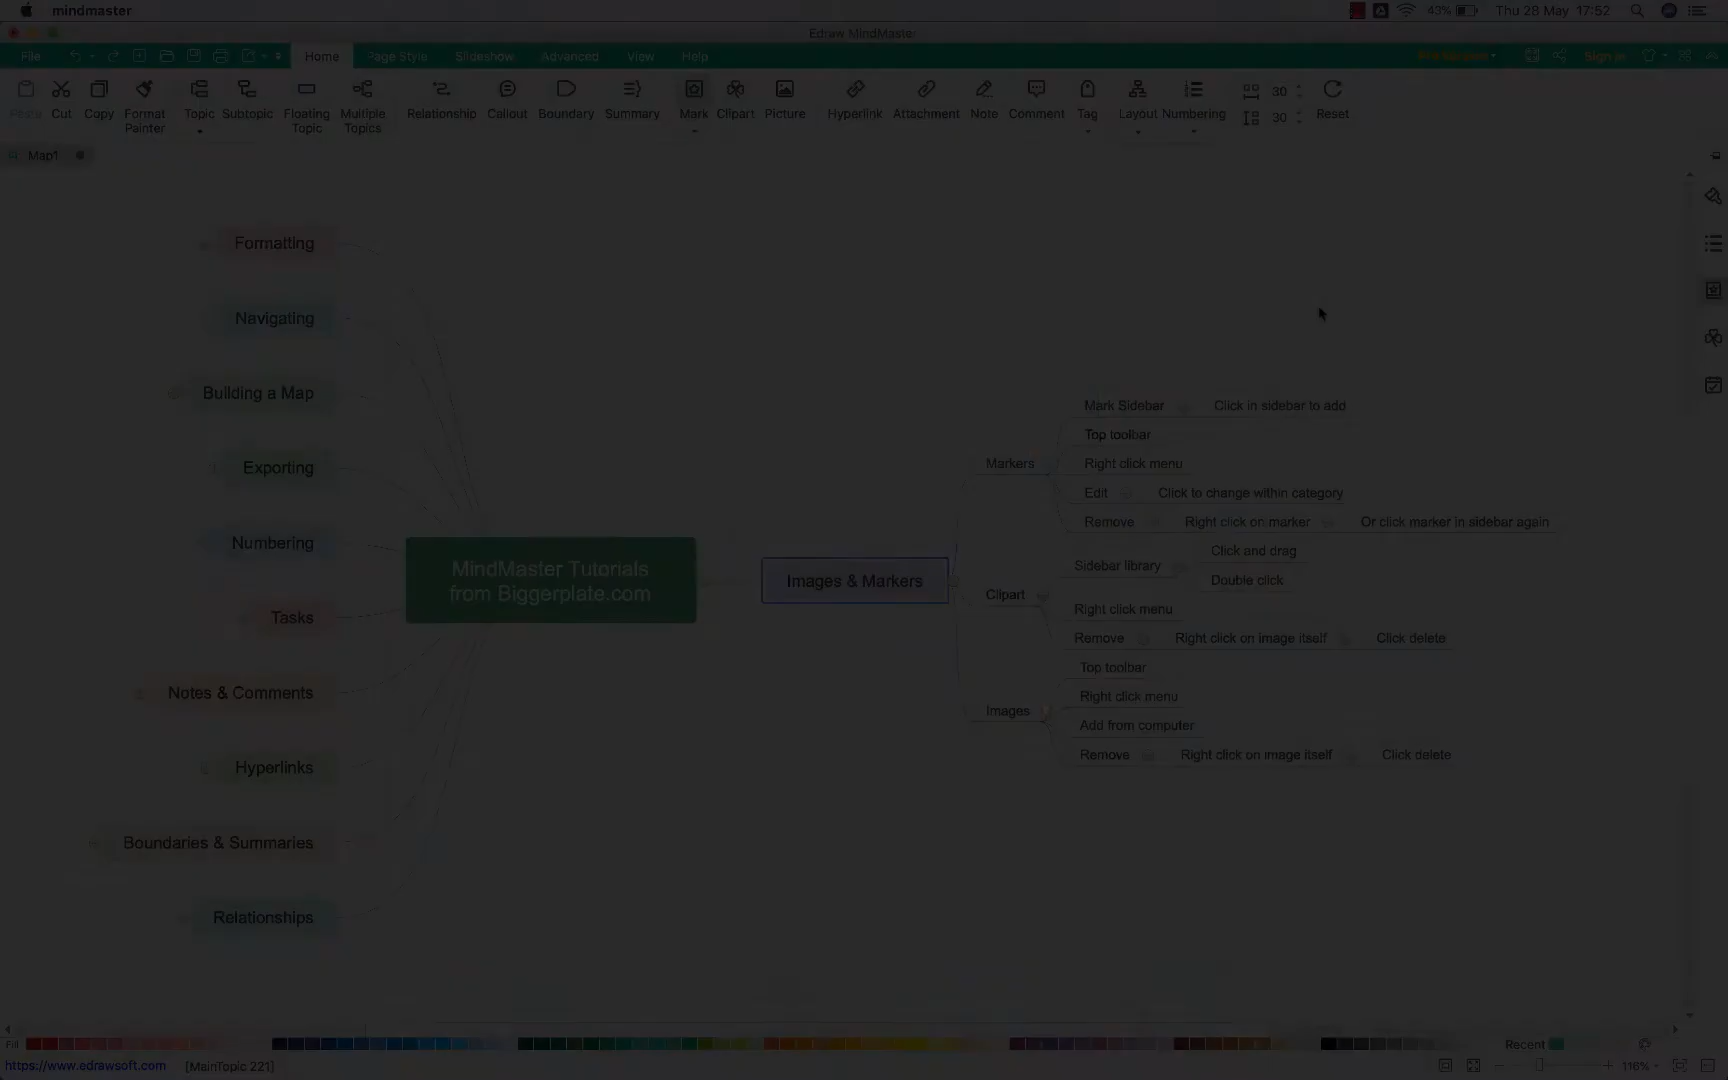 mindmaster
43%
Thu 28 May 17:52
Edraw MindMaster
File
Home
Page Style
Slideshow
Advanced
View
Help
Sign In
Paste
Cut
Copy
Format
Painter
Topic
Subtopic
Floating
Topic
Multiple
Topics
Relationship
Callout
Boundary
Summary
Mark
Clipart
Picture
Hyperlink
Attachment
Note
Comment
Tag
Layout
Numbering
30
30
Reset
Map1
Formatting
Navigating
Building a Map
Exporting
Numbering
Tasks
Notes & Comments
Hyperlinks
Boundaries & Summaries
Relationships
MindMaster Tutorials
from Biggerplate.com
Images & Markers
Markers
Mark Sidebar
Click in sidebar to add
Top toolbar
Right click menu
Edit
Click to change within category
Remove
Right click on marker
Or click marker in sidebar again
Clipart
Sidebar library
Click and drag
Double click
Right click menu
Remove
Right click on image itself
Click delete
Images
Top toolbar
Right click menu
Add from computer
Remove
Right click on image itself
Click delete
Fill
Recent
https://www.edrawsoft.com
[MainTopic 221]
116%